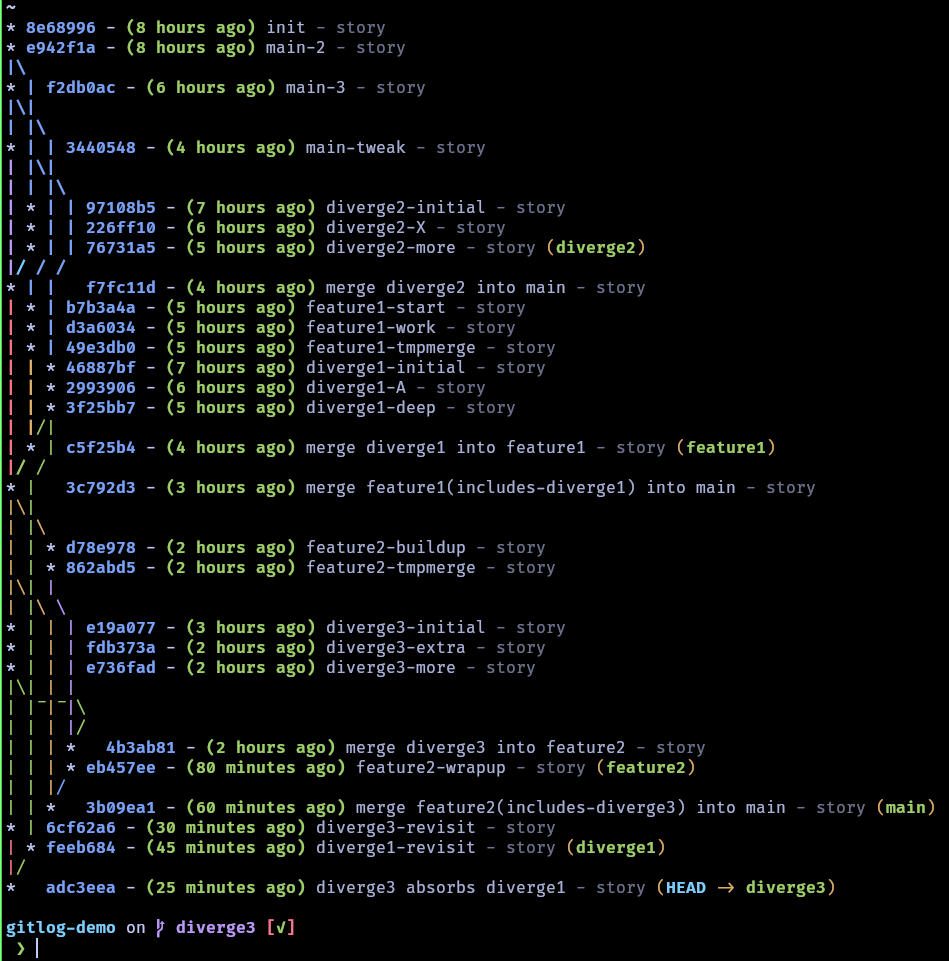 ~
* 8e68996 - (8 hours ago) init - story
* e942f1a - (8 hours ago) main-2 - story
|\
* | f2db0ac - (6 hours ago) main-3 - story
|\|
| |\
* | | 3440548 - (4 hours ago) main-tweak - story
| |\|
| | |\
| * | | 97108b5 - (7 hours ago) diverge2-initial - story
| * | | 226ff10 - (6 hours ago) diverge2-X - story
| * | | 76731a5 - (5 hours ago) diverge2-more - story (diverge2)
|/ / /
* | |   f7fc11d - (4 hours ago) merge diverge2 into main - story
| * | b7b3a4a - (5 hours ago) feature1-start - story
| * | d3a6034 - (5 hours ago) feature1-work - story
| * | 49e3db0 - (5 hours ago) feature1-tmpmerge - story
| | * 46887bf - (7 hours ago) diverge1-initial - story
| | * 2993906 - (6 hours ago) diverge1-A - story
| | * 3f25bb7 - (5 hours ago) diverge1-deep - story
| |/|
| * | c5f25b4 - (4 hours ago) merge diverge1 into feature1 - story (feature1)
|/ /
* |   3c792d3 - (3 hours ago) merge feature1(includes-diverge1) into main - story
|\|
| |\
| | * d78e978 - (2 hours ago) feature2-buildup - story
| | * 862abd5 - (2 hours ago) feature2-tmpmerge - story
|\| |
| |\ \
* | | | e19a077 - (3 hours ago) diverge3-initial - story
* | | | fdb373a - (2 hours ago) diverge3-extra - story
* | | | e736fad - (2 hours ago) diverge3-more - story
|\| | |
| |¯|¯|\
| | | |/
| | | *   4b3ab81 - (2 hours ago) merge diverge3 into feature2 - story
| | | * eb457ee - (80 minutes ago) feature2-wrapup - story (feature2)
| | |/
| | *   3b09ea1 - (60 minutes ago) merge feature2(includes-diverge3) into main - story (main)
* | 6cf62a6 - (30 minutes ago) diverge3-revisit - story
| * feeb684 - (45 minutes ago) diverge1-revisit - story (diverge1)
|/
*   adc3eea - (25 minutes ago) diverge3 absorbs diverge1 - story (HEAD -> diverge3)
gitlog-demo on diverge3 [√]
❯